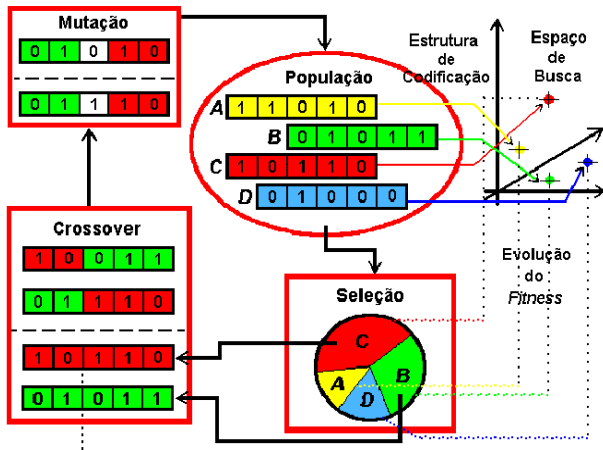 Mutação
0 1 0 1 0
0 1 1 1 0
População
A 1 1 0 1 0
B 0 1 0 1 1
C 1 0 1 1 0
D 0 1 0 0 0
Estrutura
de
Codificação
Espaço
de
Busca
Crossover
1 0 0 1 1
0 1 1 1 0
1 0 1 1 0
0 1 0 1 1
Seleção
C
A
B
D
Evolução
do
Fitness